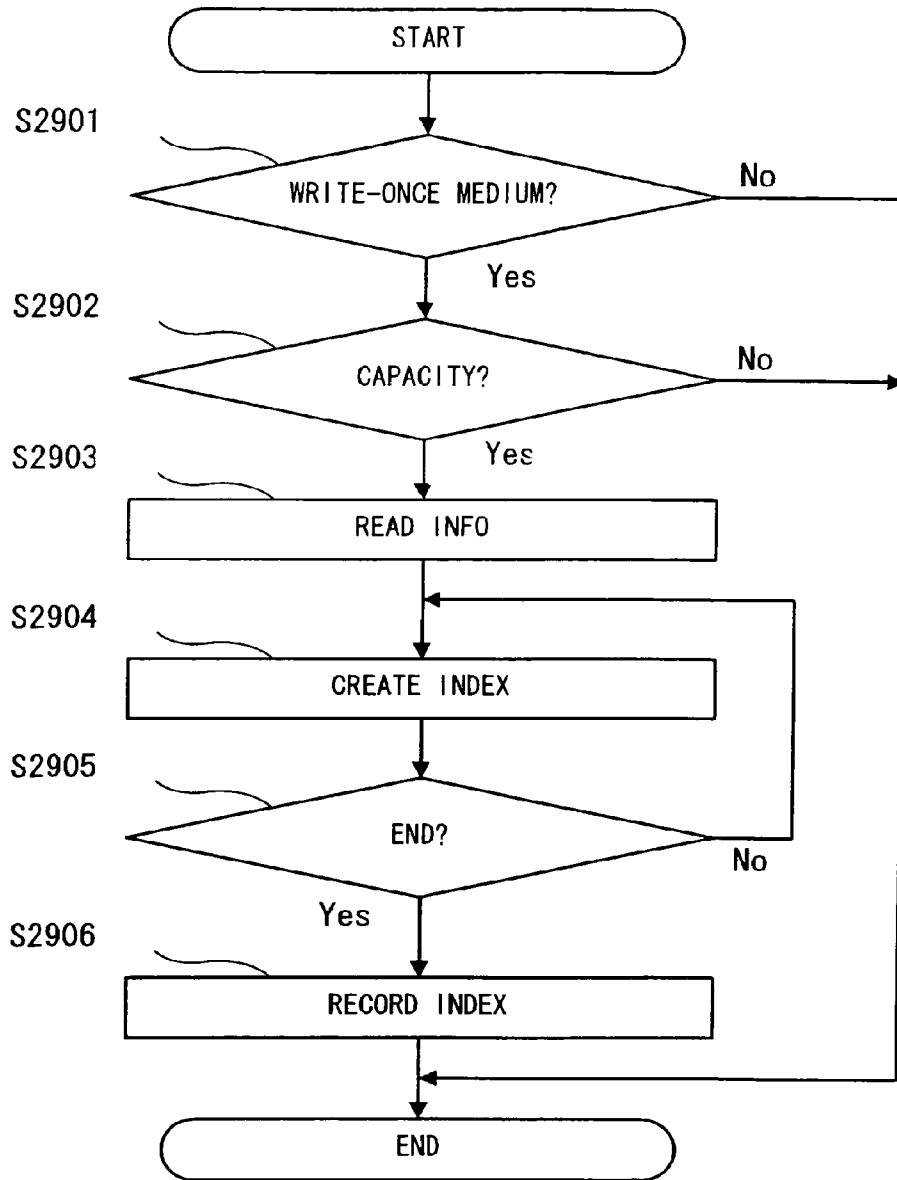 START
S2901
WRITE-ONCE MEDIUM?
No
Yes
S2902
CAPACITY?
No
Yes
S2903
READ INFO
S2904
CREATE INDEX
S2905
END?
No
Yes
S2906
RECORD INDEX
END